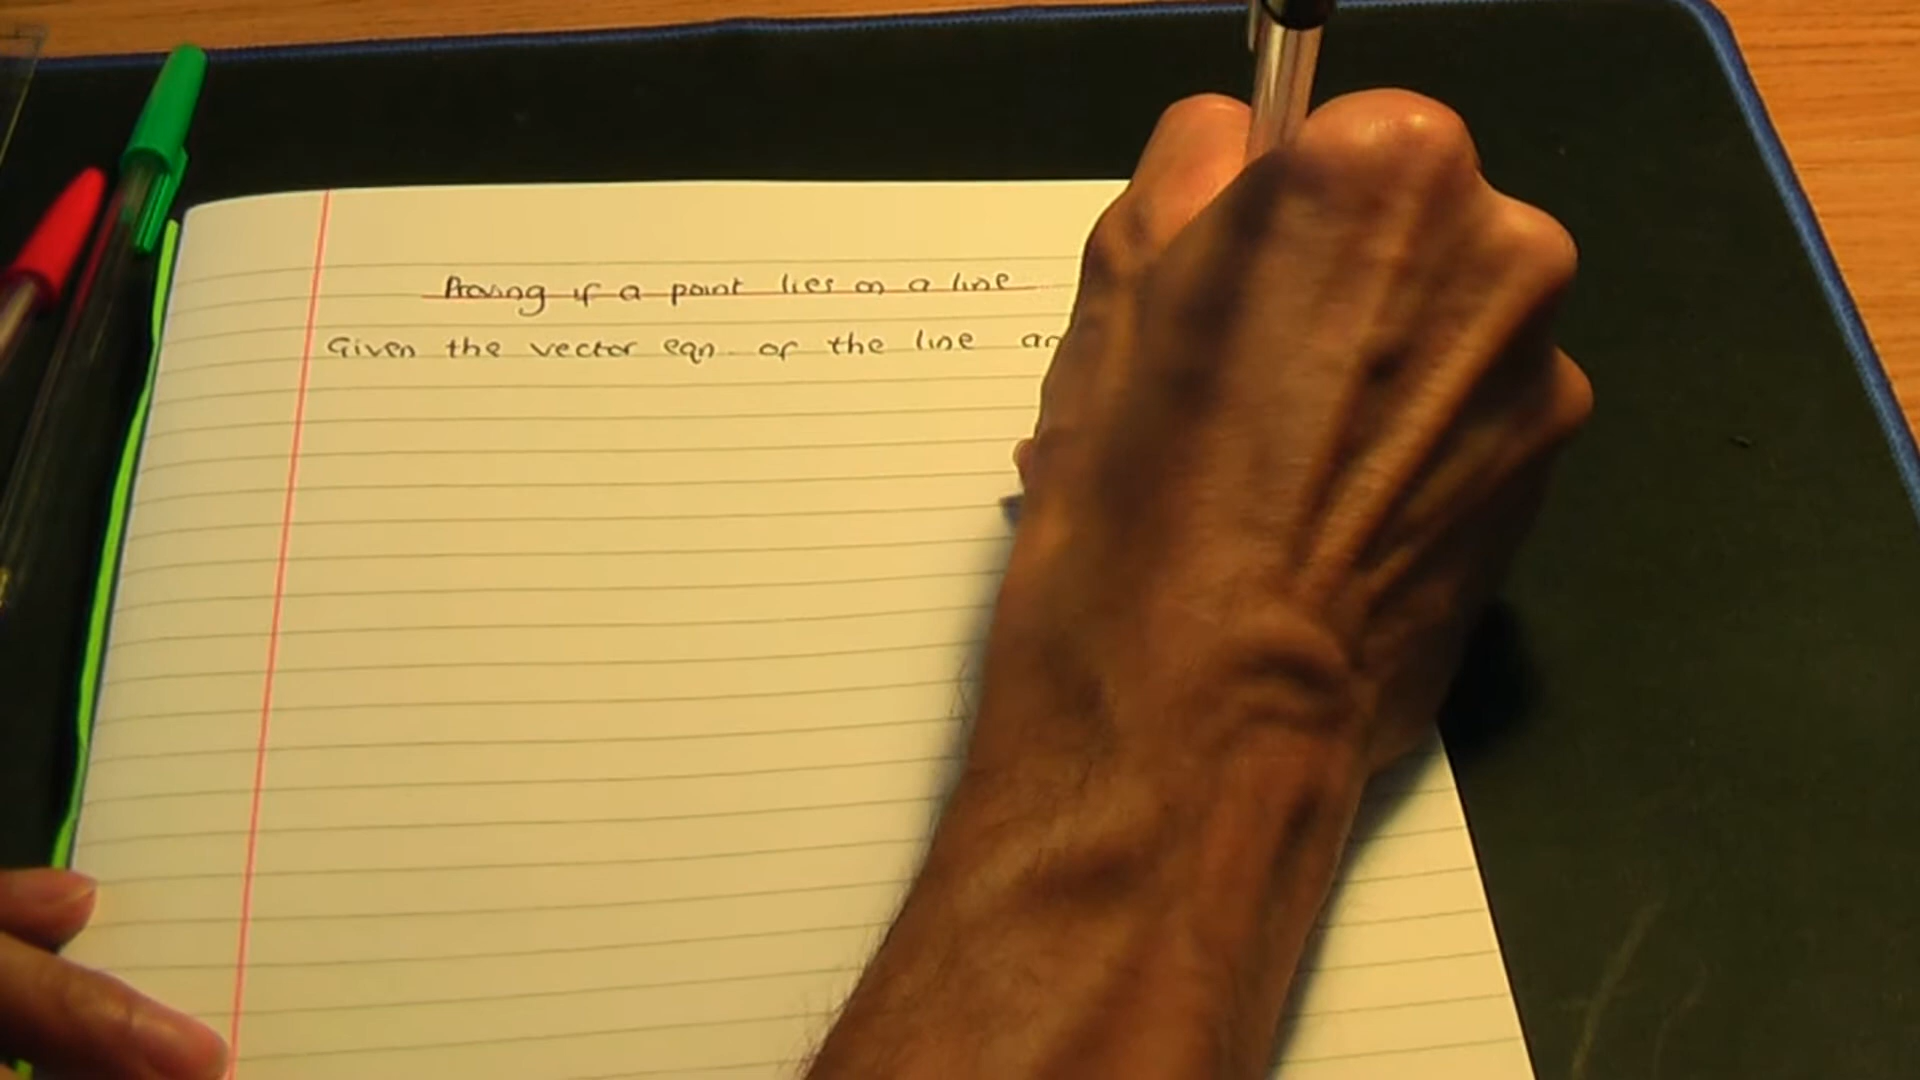 Proving if a point lies on a line
Given the vector eqn. of the line